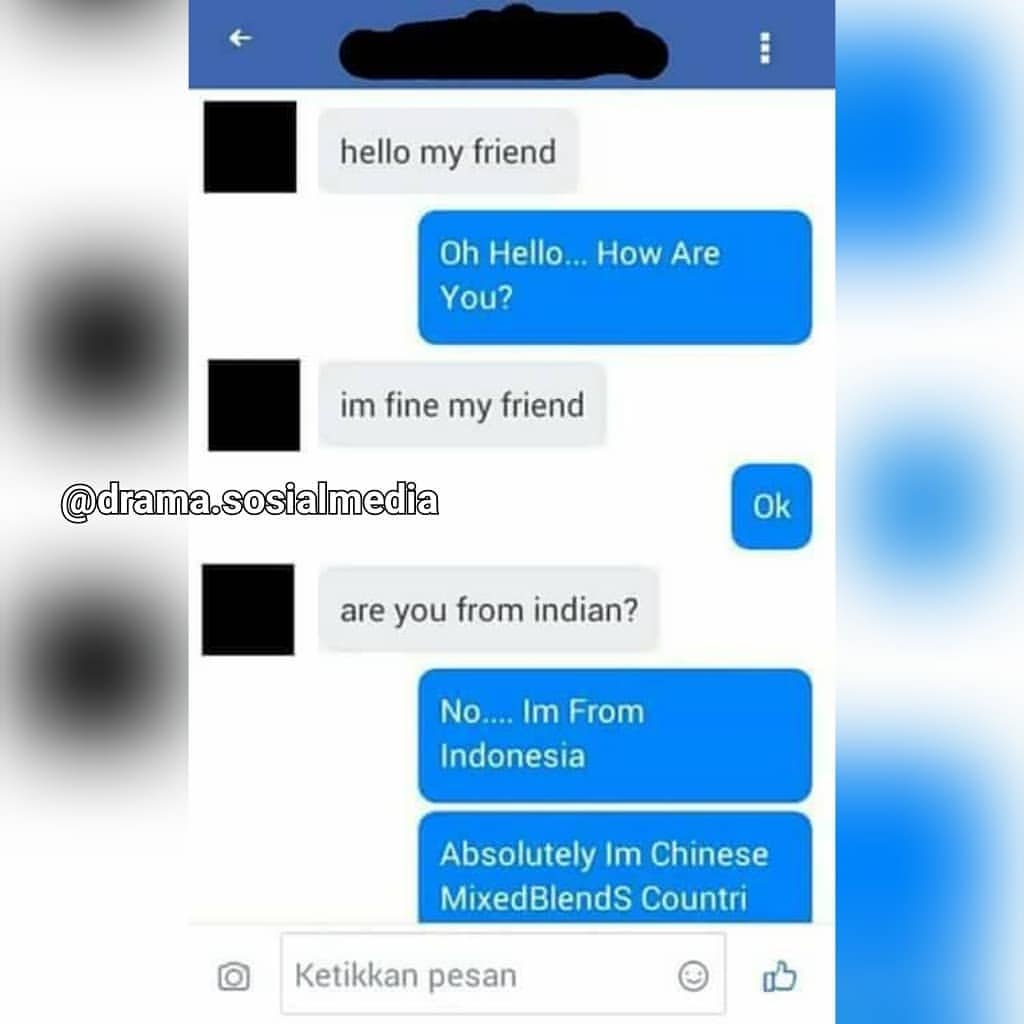 hello my friend
Oh Hello... How Are
You?
im fine my friend
@drama.sosialmedia
Ok
are you from indian?
No.... Im From
Indonesia
Absolutely Im Chinese
MixedBlendS Countri
Ketikkan pesan